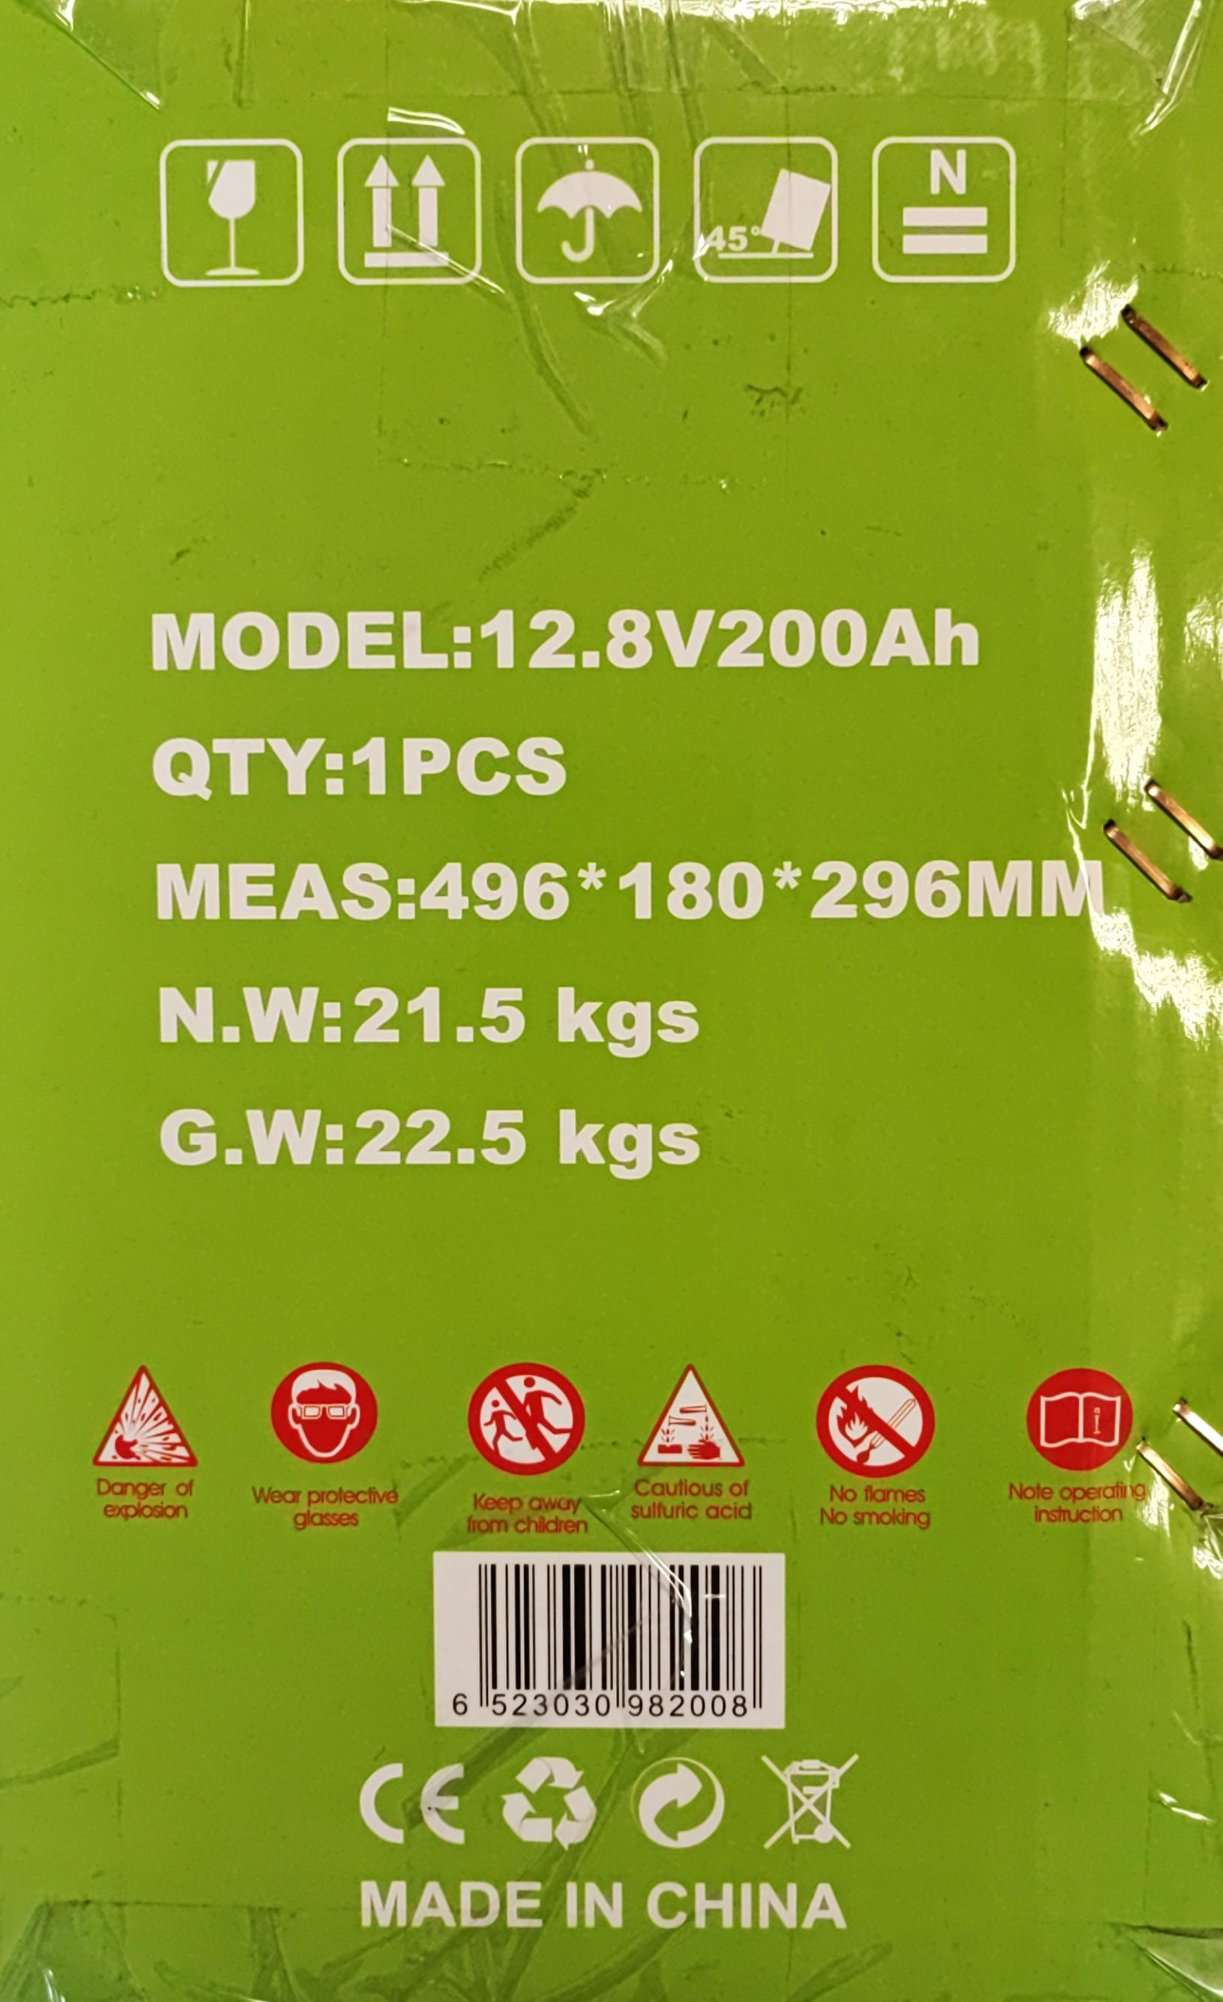 45°
N
MODEL:12.8V200Ah
QTY:1PCS
MEAS:496*180*296MM
N.W:21.5 kgs
G.W:22.5 kgs
Danger of
explosion
Wear protective
glasses
Keep away
from children
Cautious of
sulfuric acid
No flames
No smoking
Note operating
instruction
6 523030 982008
CE
MADE IN CHINA